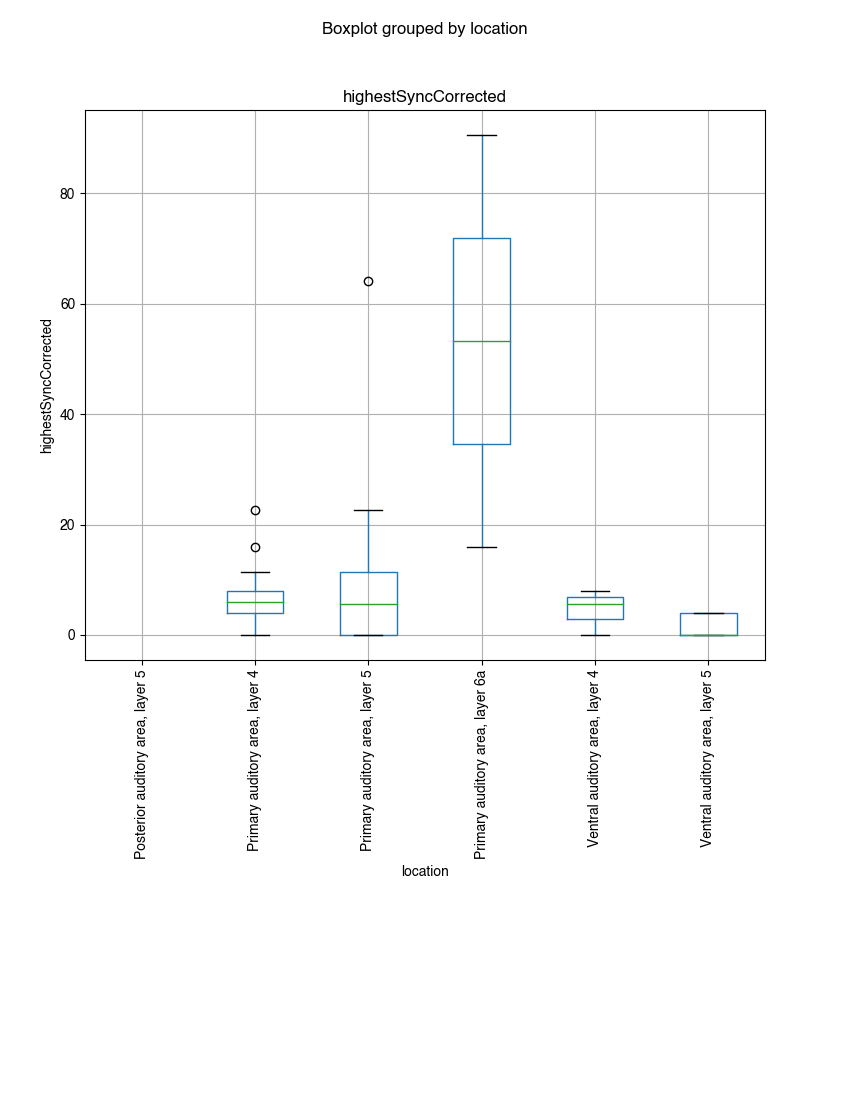 Boxplot grouped by location
highestSyncCorrected
highestSyncCorrected
80
60
40
20
0
Posterior auditory area, layer 5
Primary auditory area, layer 4
Primary auditory area, layer 5
Primary auditory area, layer 6a
Ventral auditory area, layer 4
Ventral auditory area, layer 5
location